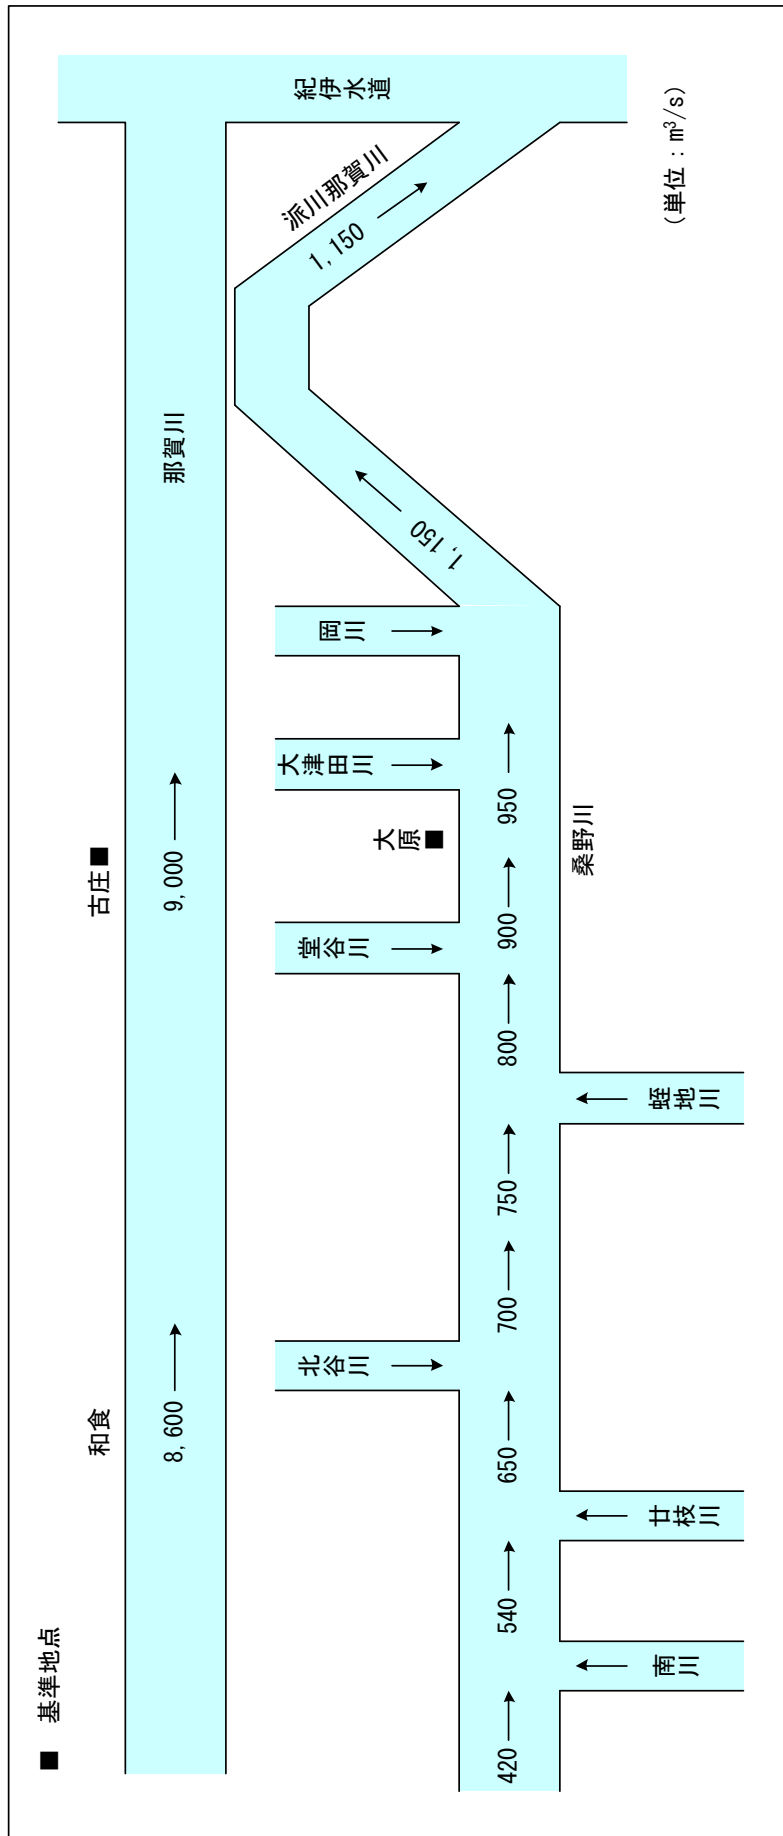 ■ 基準地点
和食
古庄■
8,600
9,000
那賀川
紀伊水道
派川那賀川
1,150
1,150
北谷川
堂谷川
大津田川
岡川
大原■
420
540
650
700
750
800
900
950
桑野川
南川
廿枝川
蛭地川
(単位：m³/s)